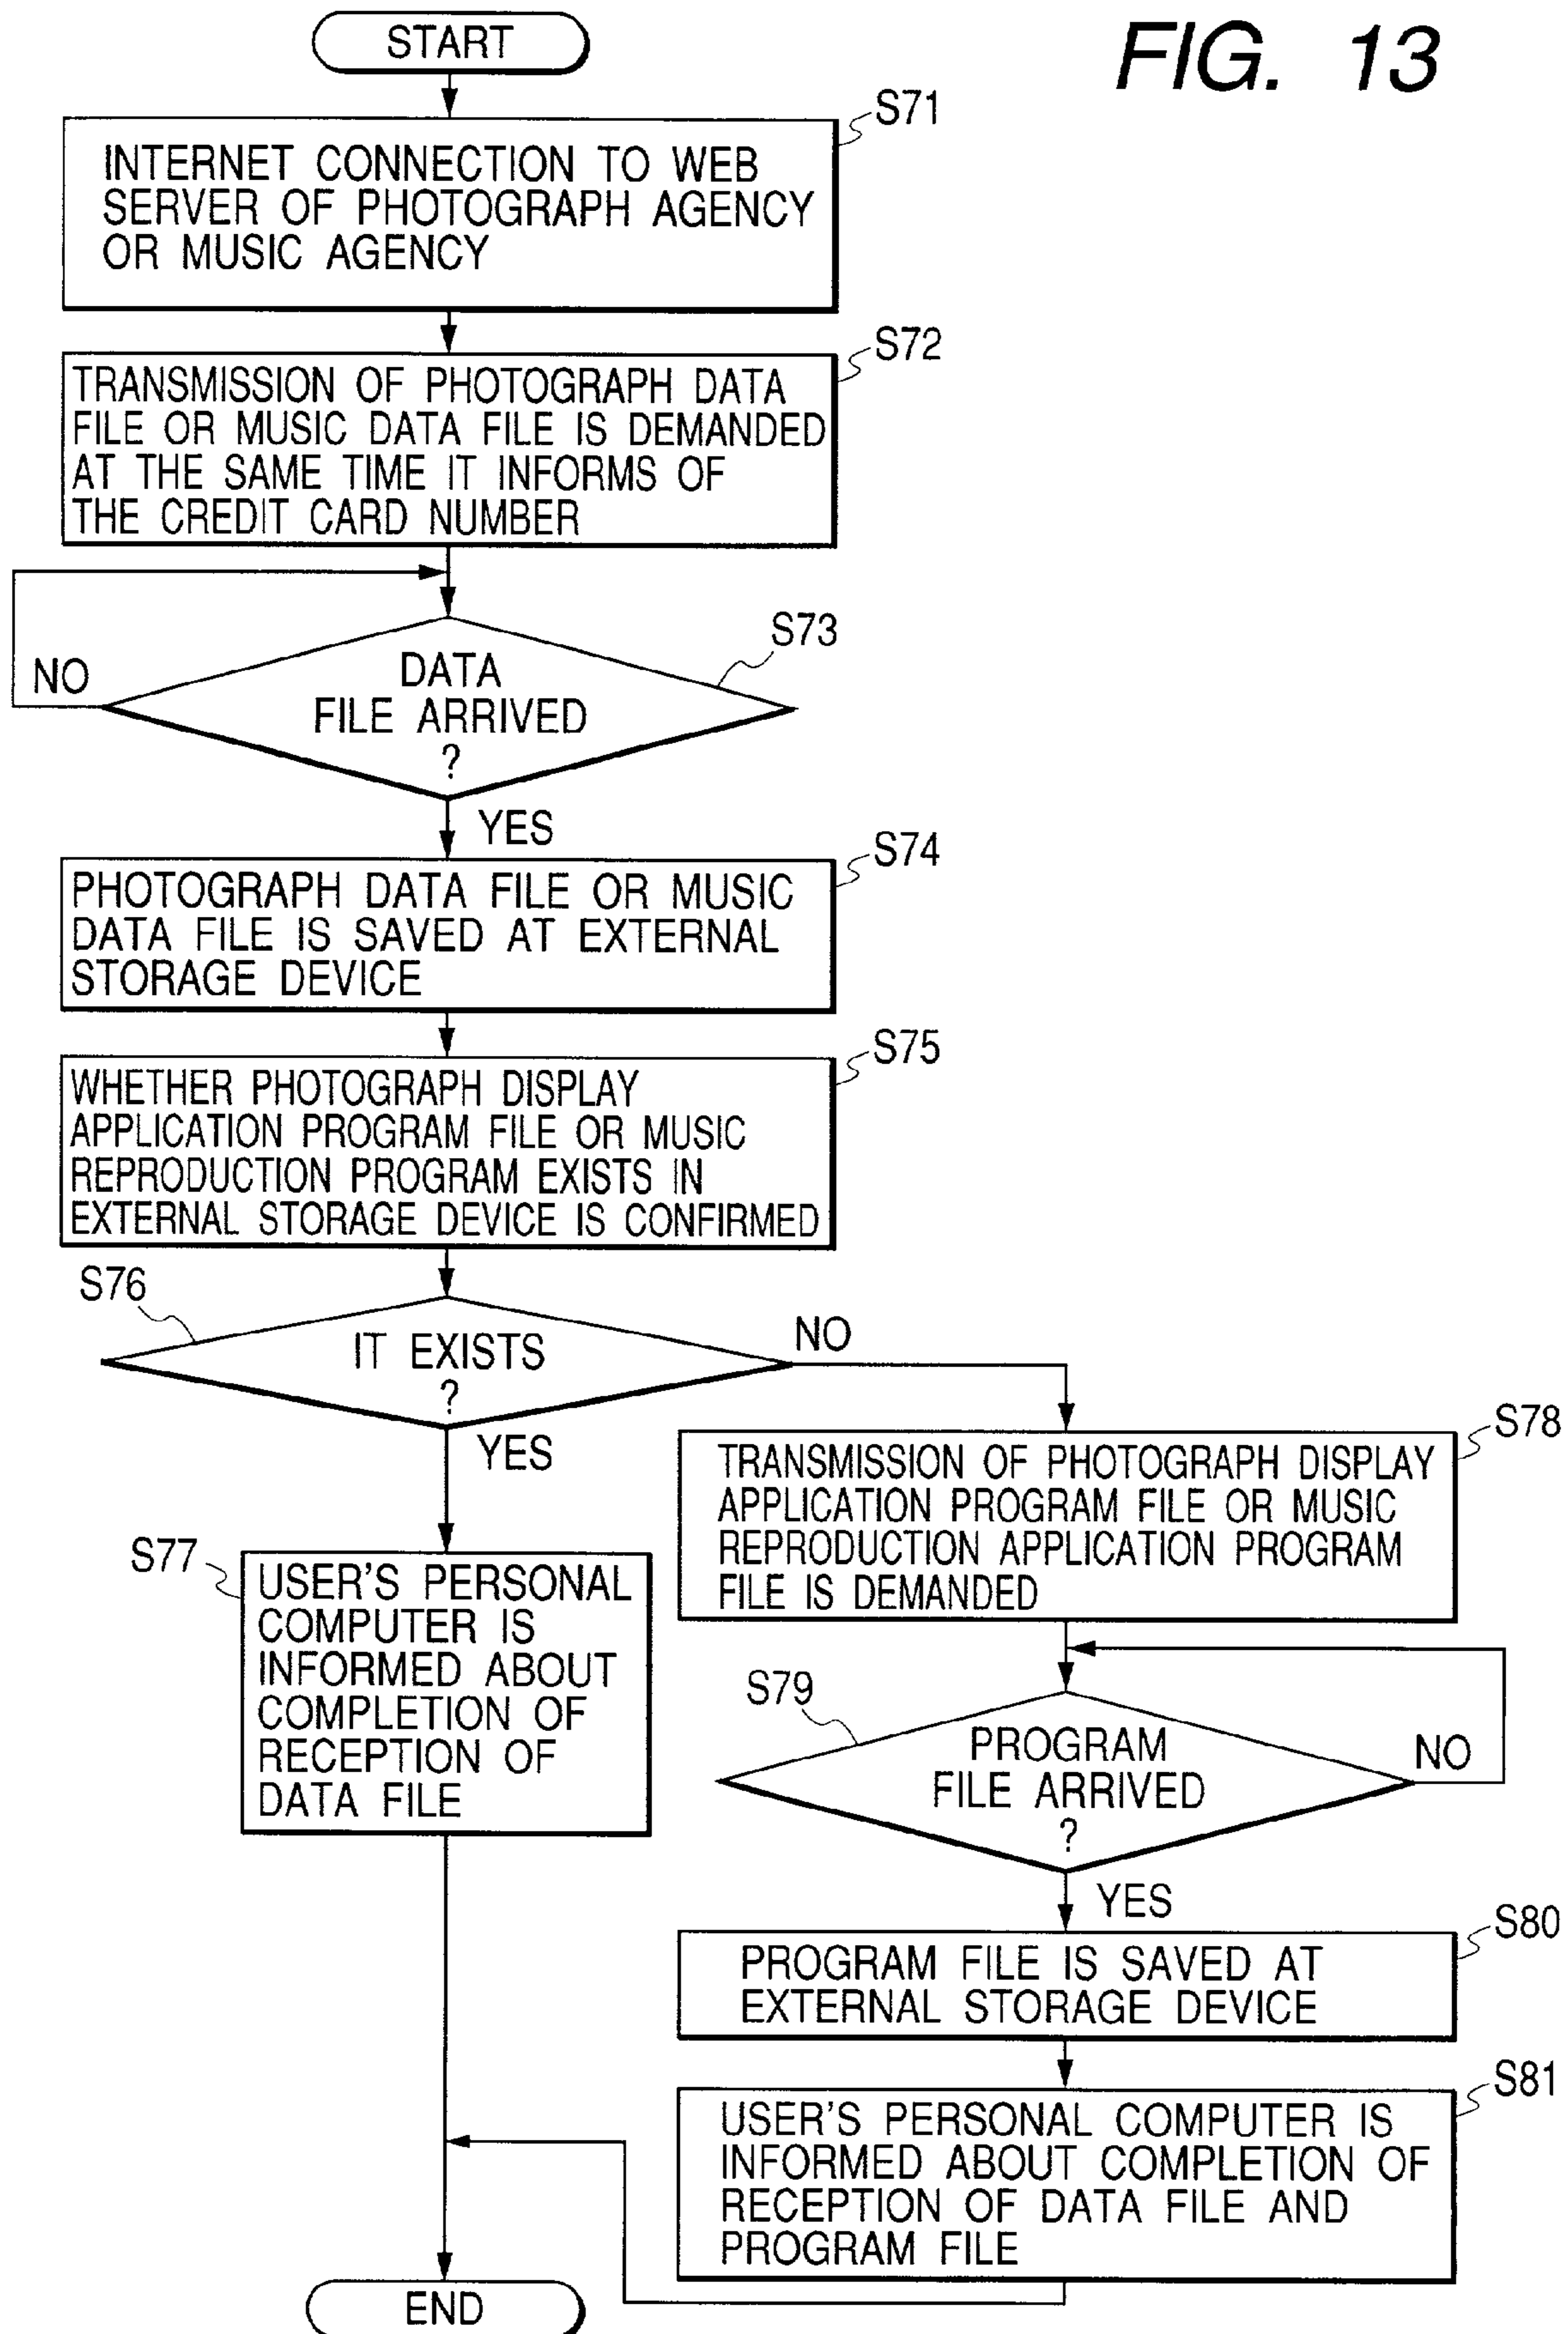 FIG. 13
START
S71
INTERNET CONNECTION TO WEB
SERVER OF PHOTOGRAPH AGENCY
OR MUSIC AGENCY
S72
TRANSMISSION OF PHOTOGRAPH DATA
FILE OR MUSIC DATA FILE IS DEMANDED
AT THE SAME TIME IT INFORMS OF
THE CREDIT CARD NUMBER
S73
DATA
FILE ARRIVED
?
NO
YES
S74
PHOTOGRAPH DATA FILE OR MUSIC
DATA FILE IS SAVED AT EXTERNAL
STORAGE DEVICE
S75
WHETHER PHOTOGRAPH DISPLAY
APPLICATION PROGRAM FILE OR MUSIC
REPRODUCTION PROGRAM EXISTS IN
EXTERNAL STORAGE DEVICE IS CONFIRMED
S76
IT EXISTS
?
NO
YES
S77
USER'S PERSONAL
COMPUTER IS
INFORMED ABOUT
COMPLETION OF
RECEPTION OF
DATA FILE
S78
TRANSMISSION OF PHOTOGRAPH DISPLAY
APPLICATION PROGRAM FILE OR MUSIC
REPRODUCTION APPLICATION PROGRAM
FILE IS DEMANDED
S79
PROGRAM
FILE ARRIVED
?
NO
YES
S80
PROGRAM FILE IS SAVED AT
EXTERNAL STORAGE DEVICE
S81
USER'S PERSONAL COMPUTER IS
INFORMED ABOUT COMPLETION OF
RECEPTION OF DATA FILE AND
PROGRAM FILE
END